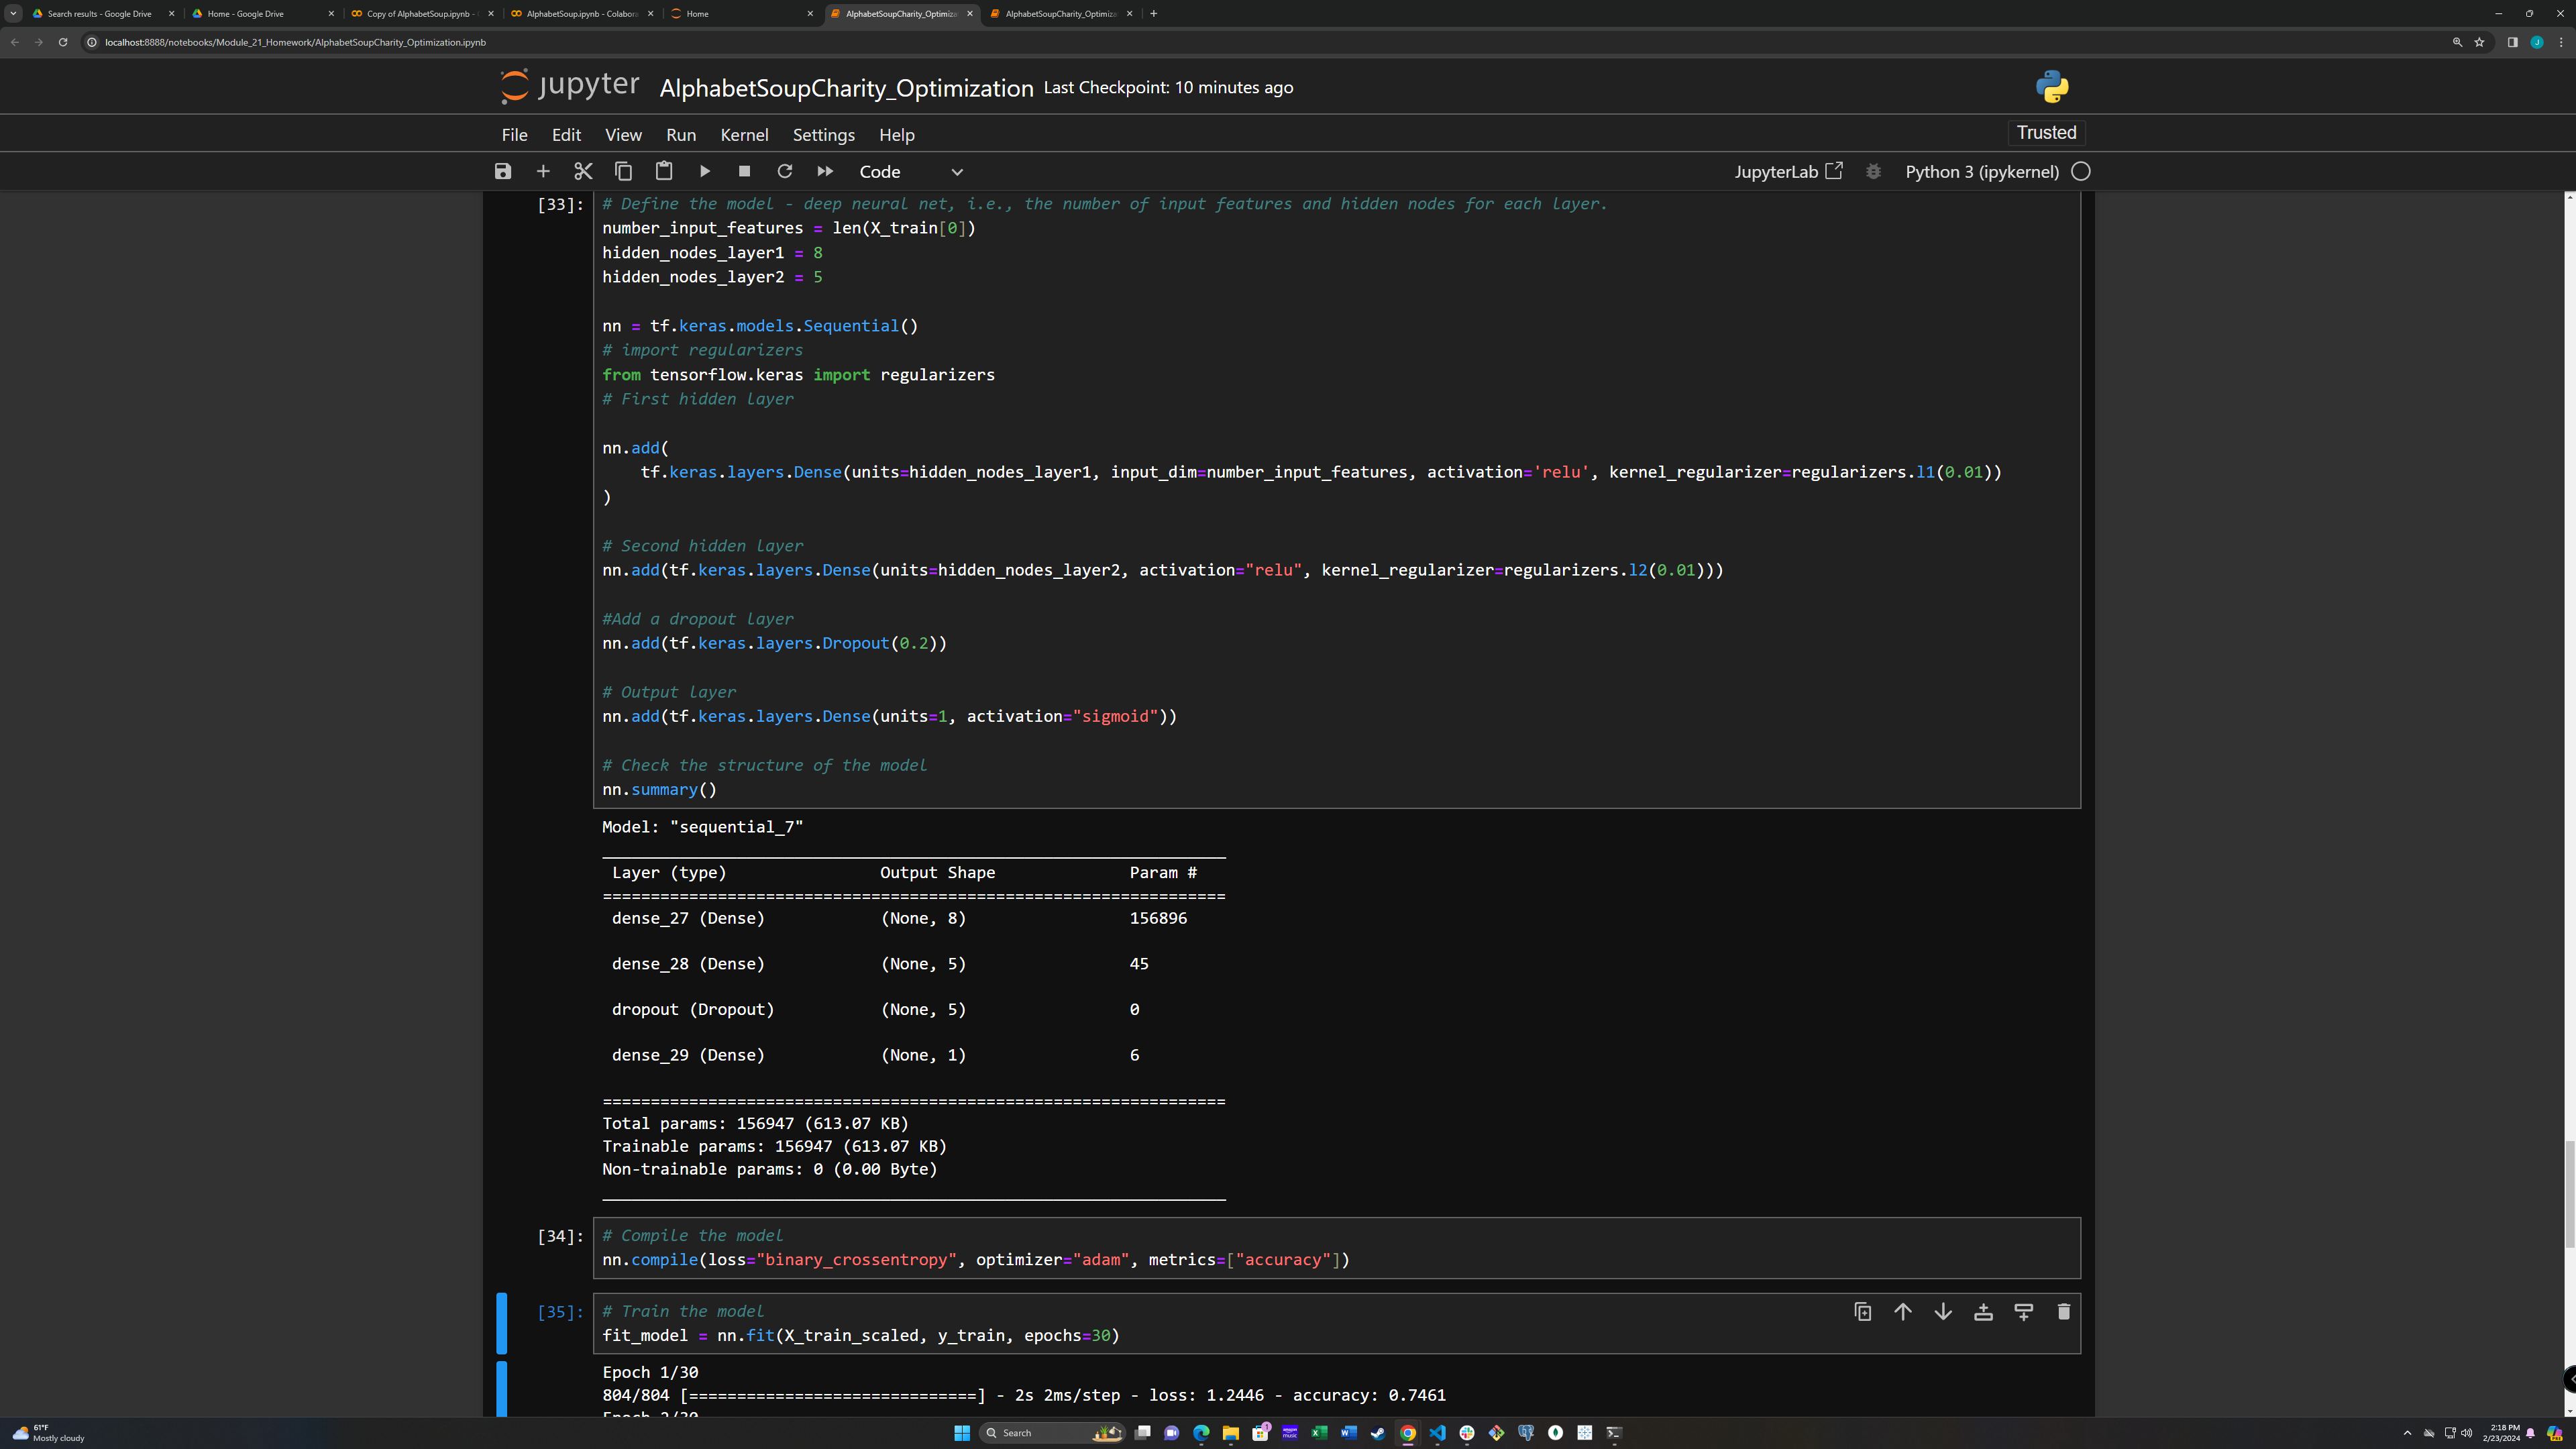 Search results - Google Drive
Home - Google Drive
Copy of AlphabetSoup.ipynb -
AlphabetSoup.ipynb - Colabora
Home
AlphabetSoupCharity_Optimizat
AlphabetSoupCharity_Optimizat
localhost:8888/notebooks/Module_21_Homework/AlphabetSoupCharity_Optimization.ipynb
J
jupyter AlphabetSoupCharity_Optimization Last Checkpoint: 10 minutes ago
File Edit View Run Kernel Settings Help Trusted
Code JupyterLab Python 3 (ipykernel)
[33]: # Define the model - deep neural net, i.e., the number of input features and hidden nodes for each layer.
number_input_features = len(X_train[0])
hidden_nodes_layer1 = 8
hidden_nodes_layer2 = 5
nn = tf.keras.models.Sequential()
# import regularizers
from tensorflow.keras import regularizers
# First hidden layer
nn.add(
tf.keras.layers.Dense(units=hidden_nodes_layer1, input_dim=number_input_features, activation='relu', kernel_regularizer=regularizers.l1(0.01))
)
# Second hidden layer
nn.add(tf.keras.layers.Dense(units=hidden_nodes_layer2, activation="relu", kernel_regularizer=regularizers.l2(0.01)))
#Add a dropout layer
nn.add(tf.keras.layers.Dropout(0.2))
# Output layer
nn.add(tf.keras.layers.Dense(units=1, activation="sigmoid"))
# Check the structure of the model
nn.summary()
Model: "sequential_7"
Layer (type) Output Shape Param #
=================================================================
dense_27 (Dense) (None, 8) 156896
dense_28 (Dense) (None, 5) 45
dropout (Dropout) (None, 5) 0
dense_29 (Dense) (None, 1) 6
=================================================================
Total params: 156947 (613.07 KB)
Trainable params: 156947 (613.07 KB)
Non-trainable params: 0 (0.00 Byte)
[34]: # Compile the model
nn.compile(loss="binary_crossentropy", optimizer="adam", metrics=["accuracy"])
[35]: # Train the model
fit_model = nn.fit(X_train_scaled, y_train, epochs=30)
Epoch 1/30
804/804 [==============================] - 2s 2ms/step - loss: 1.2446 - accuracy: 0.7461
Epoch 2/30
61°F
Mostly cloudy
Search
2:18 PM
2/23/2024